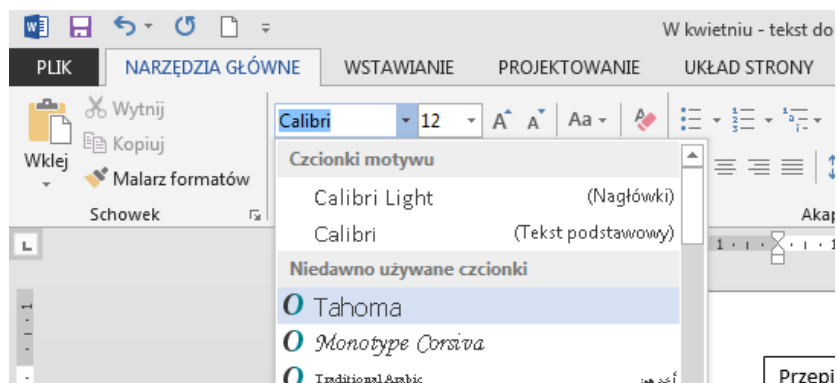 W kwietniu - tekst do
PLIK NARZĘDZIA GŁÓWNE WSTAWIANIE PROJEKTOWANIE UKŁAD STRONY
Wklej
Wytnij
Kopiuj
Malarz formatów
Schowek
Calibri 12 A A Aa
Akap
Czcionki motywu
Calibri Light (Nagłówki)
Calibri (Tekst podstawowy)
Niedawno używane czcionki
O Tahoma
O Monotype Corsiva
O Traditional Arabic
Przepi